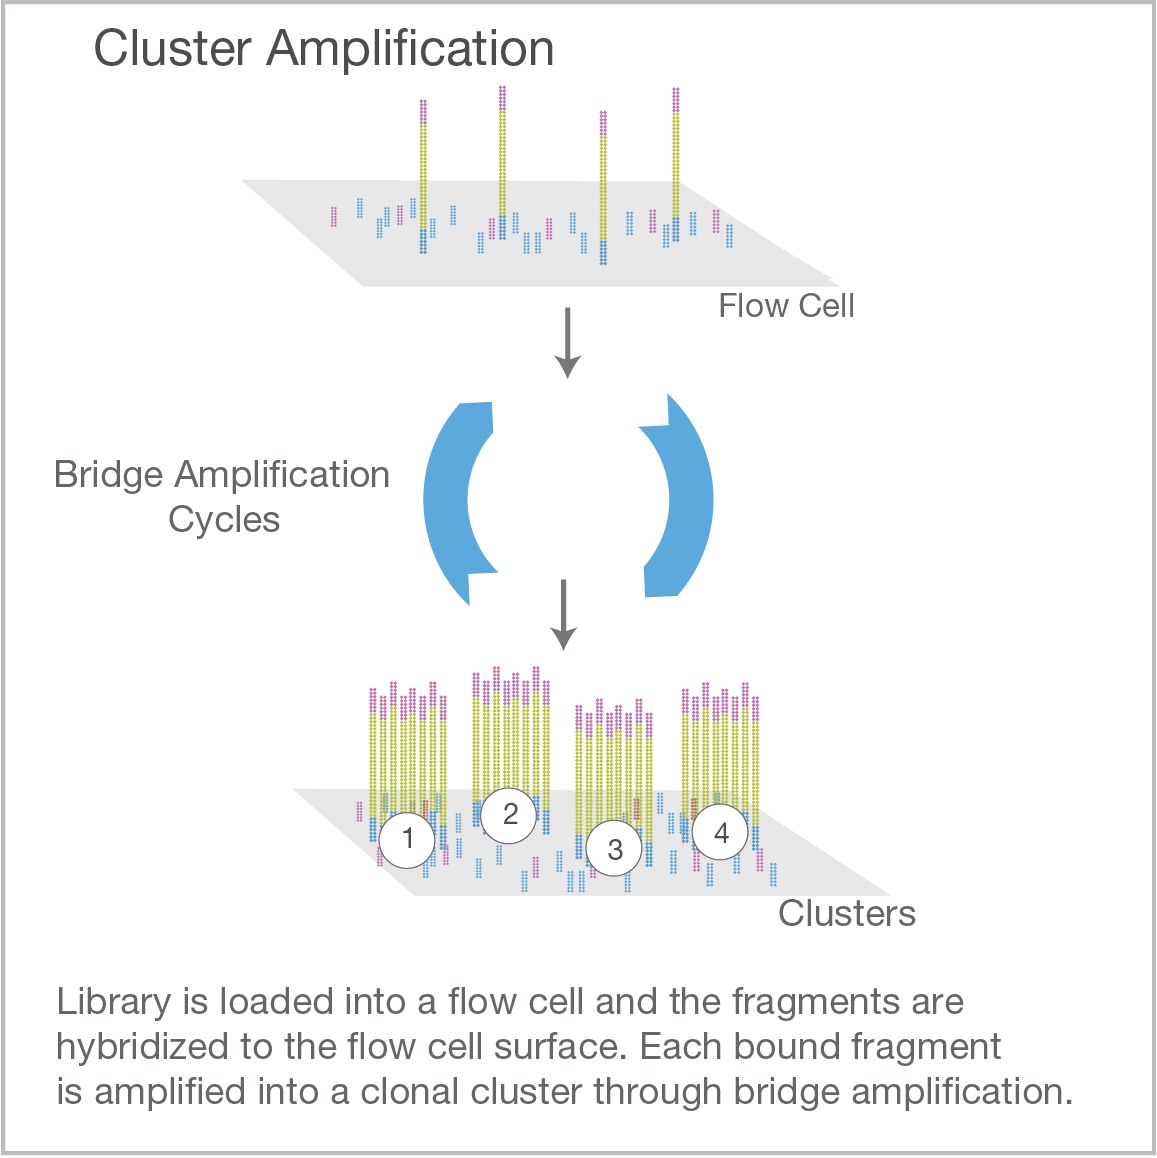 Cluster Amplification
Flow Cell
Bridge Amplification
Cycles
1
2
3
4
Clusters
Library is loaded into a flow cell and the fragments are
hybridized to the flow cell surface. Each bound fragment
is amplified into a clonal cluster through bridge amplification.